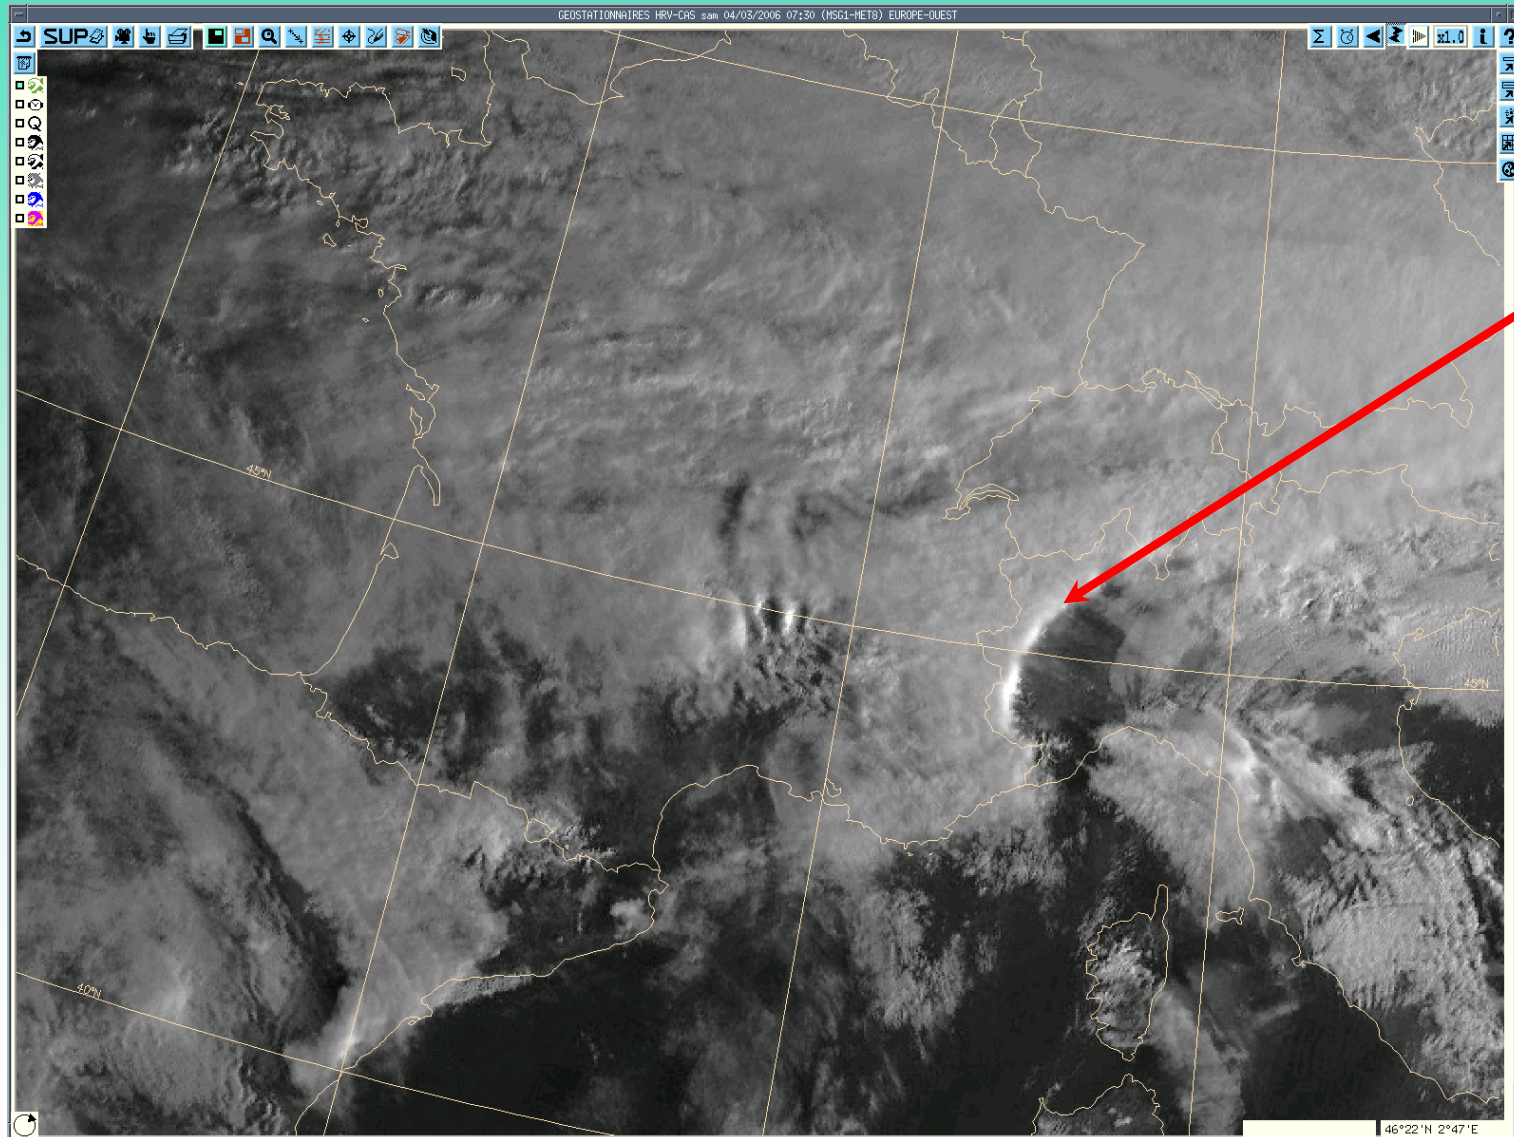 GEOSTATIONNAIRES HRV-CAS sam 04/03/2006 07:30 (MSG1-MET8) EUROPE-OUEST
SUP
x1.0
i
?
Q
45°N
45°N
40°N
46°22'N 2°47'E